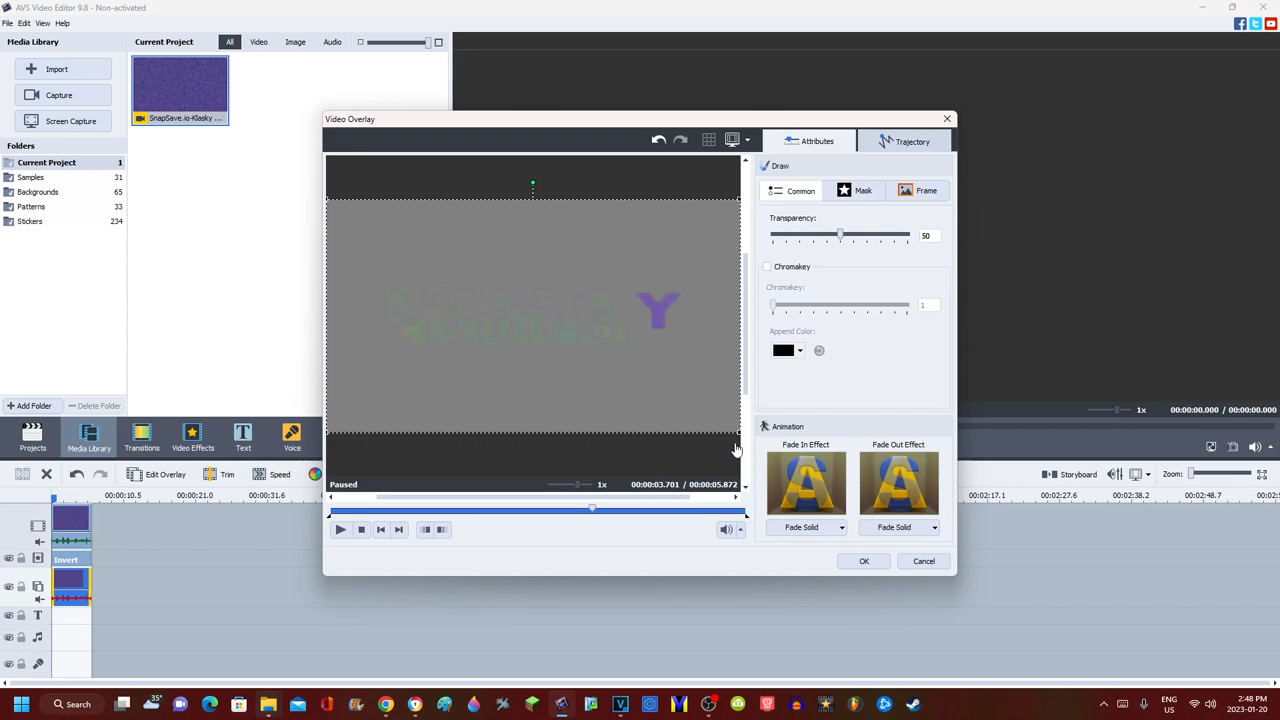 AVS Video Editor 9.8 - Non-activated
File Edit View Help
Media Library
Current Project
All
Video
Image
Audio
Import
Capture
Screen Capture
SnapSave.io-Klasky ...
Folders
Current Project 1
Samples 31
Backgrounds 65
Patterns 33
Stickers 234
Add Folder
Delete Folder
Video Overlay
Attributes
Trajectory
Draw
Common
Mask
Frame
Transparency:
50
Chromakey
Chromakey:
1
Append Color:
Y
Animation
Fade In Effect
Fade Out Effect
Fade Solid
Fade Solid
Paused
1x
00:00:03.701 / 00:00:05.872
OK
Cancel
1x
00:00:00.000 / 00:00:00.000
Projects
Media Library
Transitions
Video Effects
Text
Voice
Edit Overlay
Trim
Speed
Storyboard
Zoom:
00:00:10.5
00:00:21.0
00:00:31.6
00:02:17.1
00:02:27.6
00:02:38.2
00:02:48.7
Invert
T
Search
35°
ENG
US
2:48 PM
2023-01-20